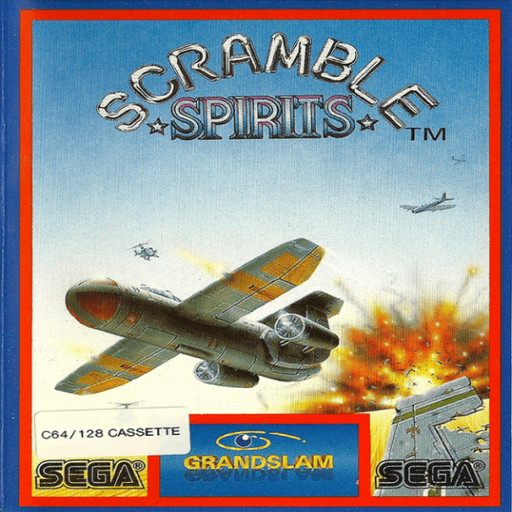 SCRAMBLE
SPIRITS
TM
C64/128 CASSETTE
SEGA®
GRANDSLAM
SEGA®